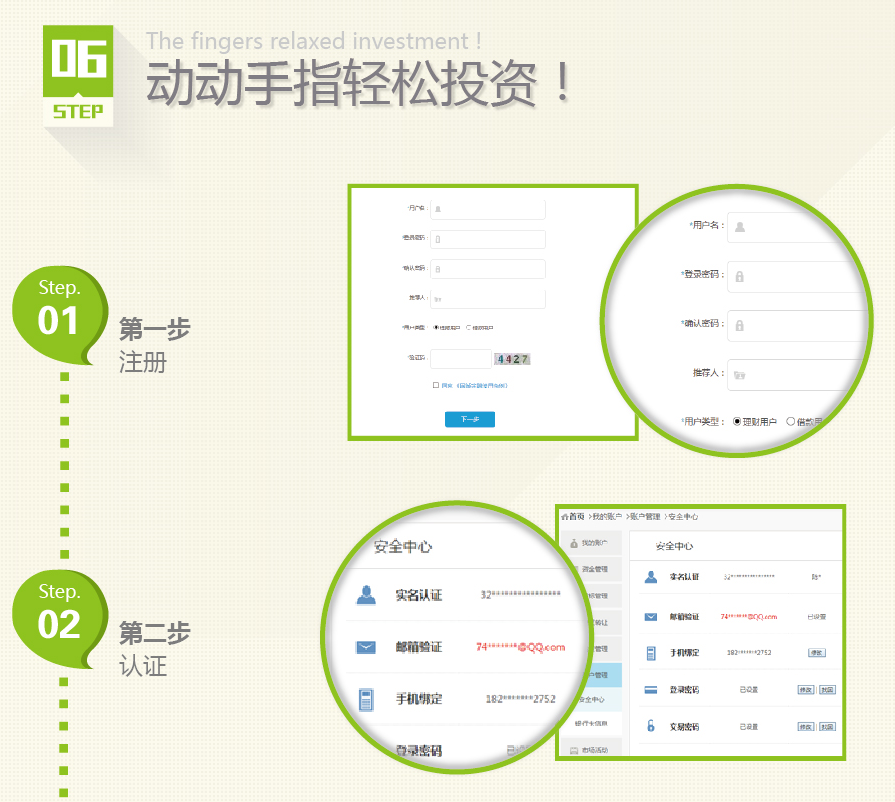 06
STEP
The fingers relaxed investment !
动动手指轻松投资！
*用户名：
*登录密码：
*确认密码：
推荐人：
*用户类型： 理财用户 借款用户
*验证码：
4427
下一步
*用户名：
*登录密码：
*确认密码：
推荐人：
*用户类型： 理财用户 借款用
Step.
01
第一步
注册
Step.
02
第二步
认证
安全中心
实名认证 32****************
邮箱验证 74*******@QQ.com
手机绑定 182*******2752
登录密码
首页 >我的账户 >账户管理 >安全中心
我的账户
资金管理
户管理
安全中心
银行卡信息
市场活动
安全中心
实名认证 32**************** 陈*
邮箱验证 74*******@QQ.com 已设置
手机绑定 182*******2752 修改
登录密码 已设置 修改 | 找回
交易密码 已设置 修改 | 找回